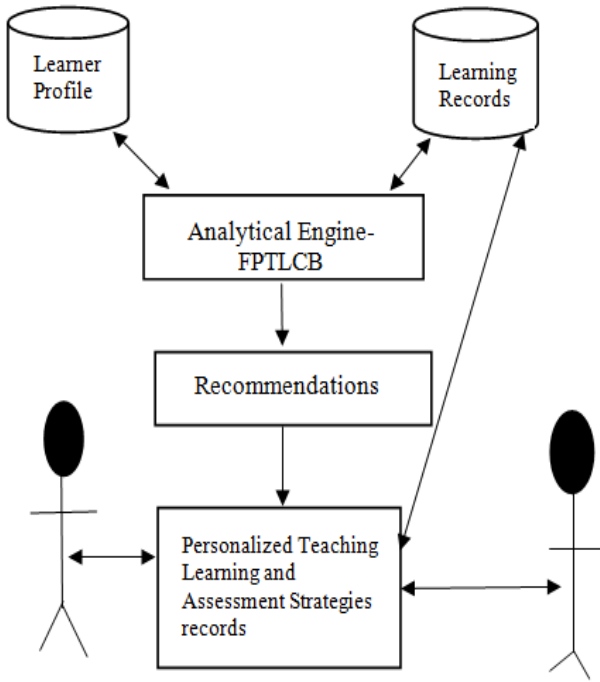 Learner
Profile
Learning
Records
Analytical Engine-
FPTLCB
Recommendations
Personalized Teaching
Learning and
Assessment Strategies
records